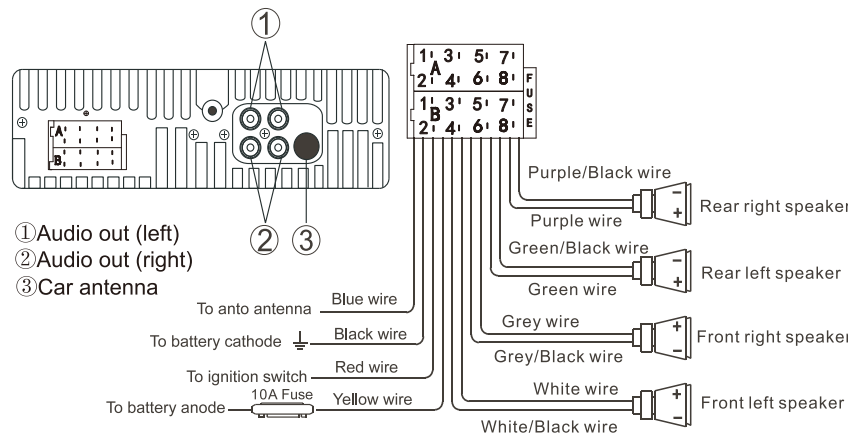 ①
1 3 5 7
A
2 4 6 8
1 3 5 7
B
2 4 6 8
FUSE
A
B
②
③
①Audio out (left)
②Audio out (right)
③Car antenna
Purple/Black wire
Purple wire
Rear right speaker
Green/Black wire
Green wire
Rear left speaker
Grey wire
Grey/Black wire
Front right speaker
White wire
White/Black wire
Front left speaker
To anto antenna
Blue wire
To battery cathode
Black wire
To ignition switch
Red wire
10A Fuse
To battery anode
Yellow wire
− +
− +
+ −
+ −